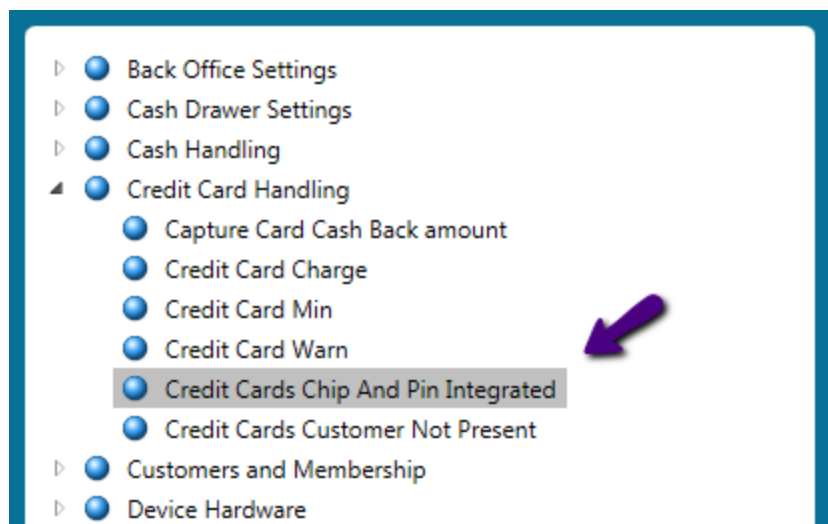 Back Office Settings
Cash Drawer Settings
Cash Handling
Credit Card Handling
Capture Card Cash Back amount
Credit Card Charge
Credit Card Min
Credit Card Warn
Credit Cards Chip And Pin Integrated
Credit Cards Customer Not Present
Customers and Membership
Device Hardware